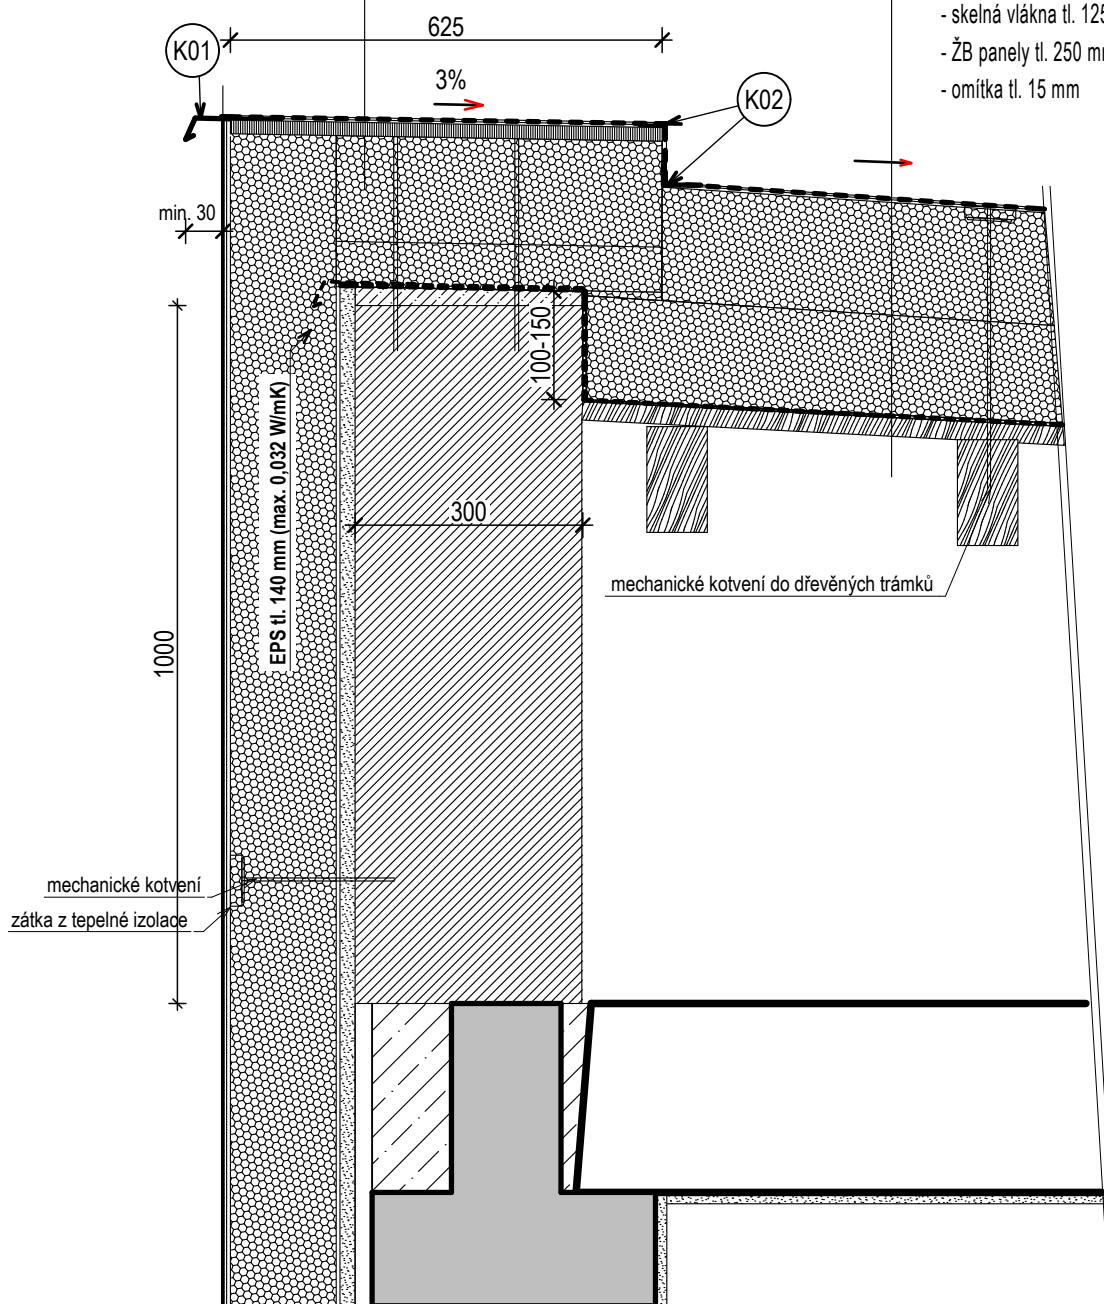 - skelná vlákna tl. 125
- ŽB panely tl. 250 mm
- omítka tl. 15 mm
625
K01
3%
K02
min. 30
100-150
EPS tl. 140 mm (max. 0,032 W/mK)
300
mechanické kotvení do dřevěných trámků
1000
mechanické kotvení
zátka z tepelné izolace